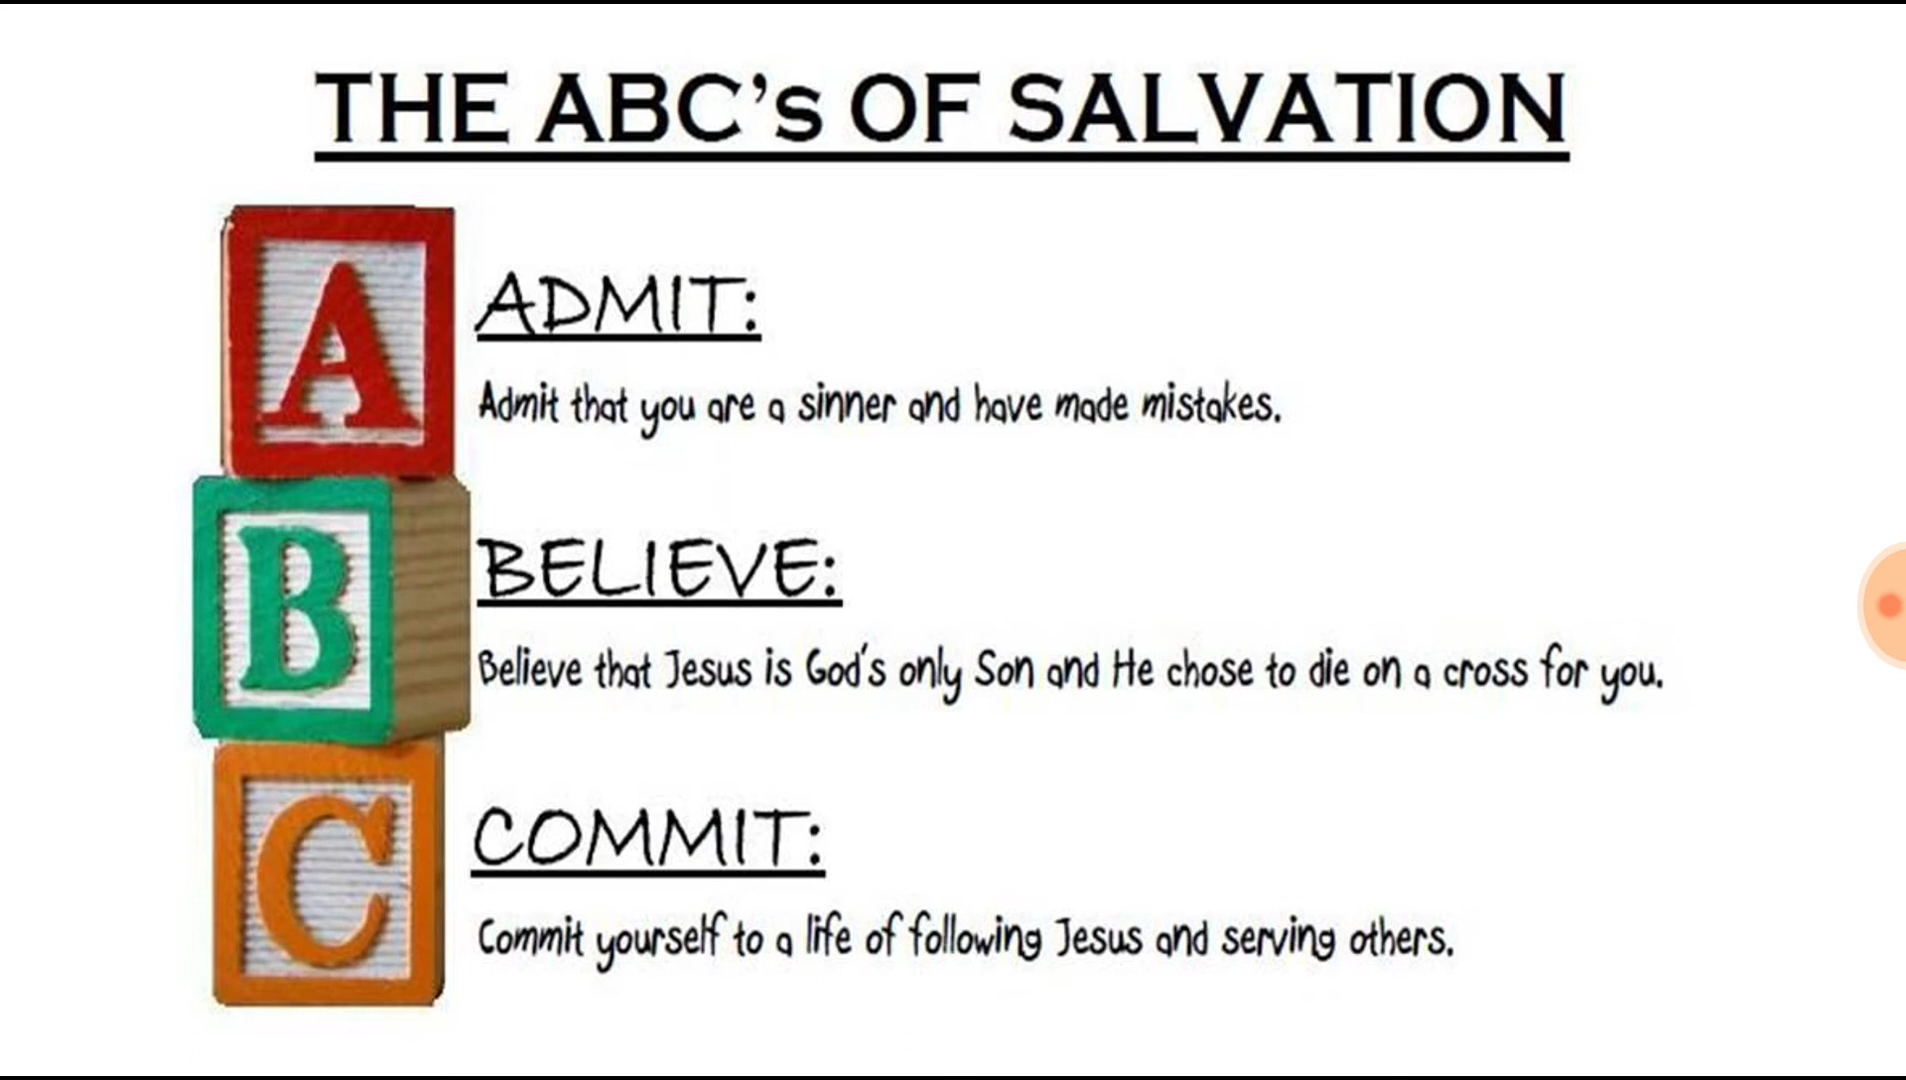 THE ABC's OF SALVATION
A
ADMIT:
Admit that you are a sinner and have made mistakes.
B
BELIEVE:
Believe that Jesus is God's only Son and He chose to die on a cross for you.
C
COMMIT:
Commit yourself to a life of following Jesus and serving others.